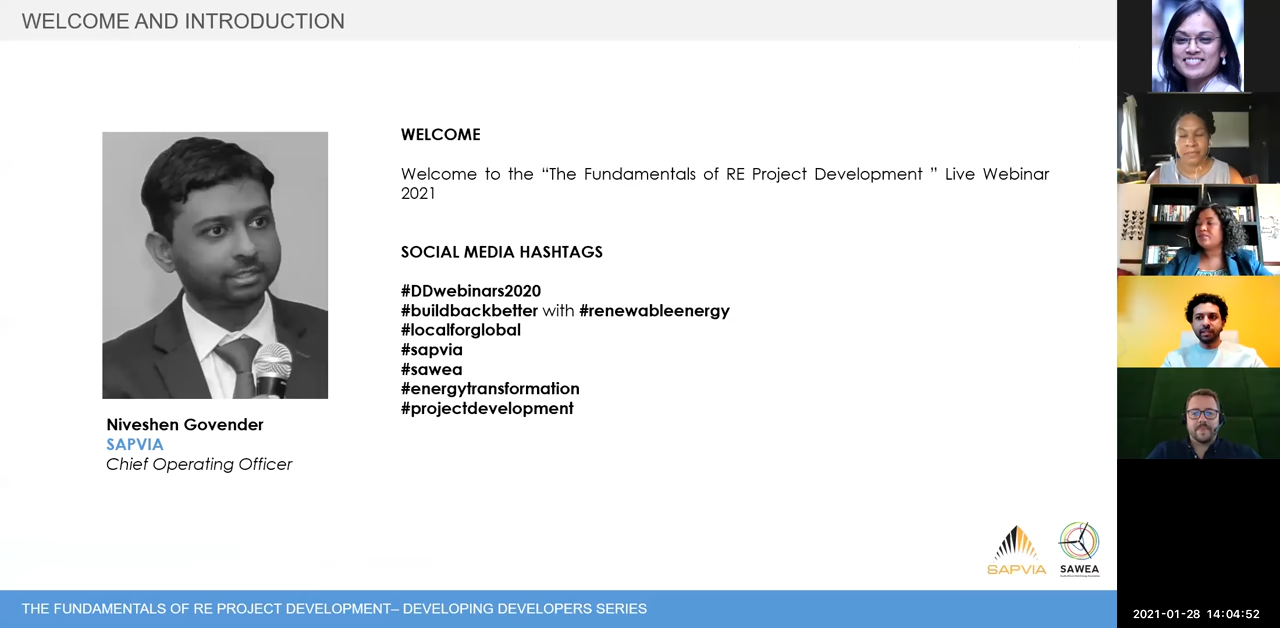 WELCOME AND INTRODUCTION
WELCOME
Welcome to the “The Fundamentals of RE Project Development ” Live Webinar
2021
SOCIAL MEDIA HASHTAGS
#DDwebinars2020
#buildbackbetter with #renewableenergy
#localforglobal
#sapvia
#sawea
#energytransformation
#projectdevelopment
Niveshen Govender
SAPVIA
Chief Operating Officer
SAPVIA
SAWEA
THE FUNDAMENTALS OF RE PROJECT DEVELOPMENT– DEVELOPING DEVELOPERS SERIES
2021-01-28 14:04:52